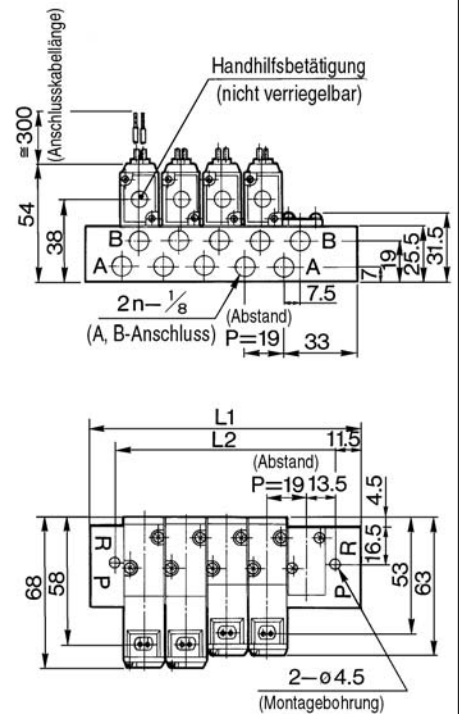 Handhilfsbetätigung
(nicht verriegelbar)
≅300
(Anschlusskabellänge)
54
38
B
B
A
A
7
19
25.5
31.5
2n–1/8
(A, B-Anschluss)
7.5
(Abstand)
P=19
33
L1
L2
11.5
(Abstand)
P=19
13.5
4.5
16.5
R
P
R
P
68
58
53
63
2–ø4.5
(Montagebohrung)